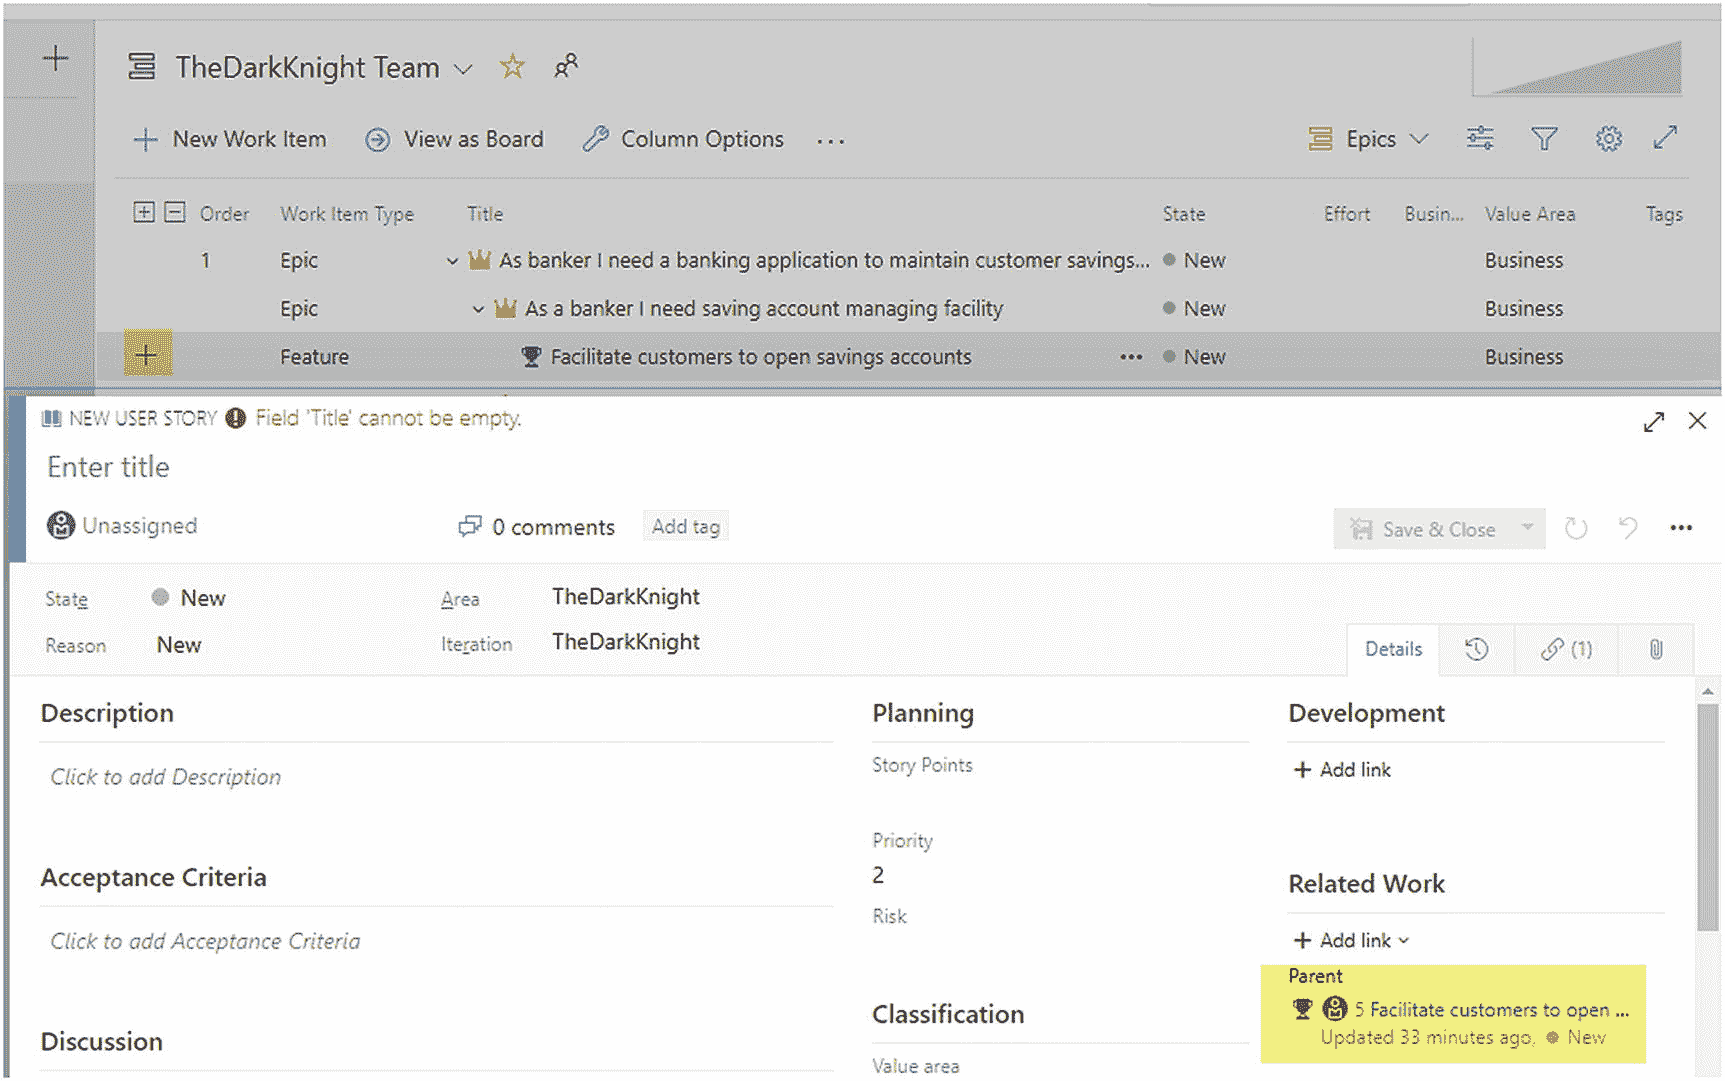 TheDarkKnight Team
New Work Item View as Board Column Options ... Epics
Order Work Item Type Title State Effort Busin... Value Area Tags
1 Epic As banker I need a banking application to maintain customer savings... New Business
Epic As a banker I need saving account managing facility New Business
Feature Facilitate customers to open savings accounts ... New Business
NEW USER STORY Field 'Title' cannot be empty.
Enter title
Unassigned 0 comments Add tag Save & Close ...
State New Area TheDarkKnight
Reason New Iteration TheDarkKnight
Details (1)
Description Planning Development
Click to add Description Story Points + Add link
Priority
2
Acceptance Criteria Related Work
Click to add Acceptance Criteria Risk + Add link
Parent
5 Facilitate customers to open ...
Updated 33 minutes ago, New
Discussion Classification
Value area